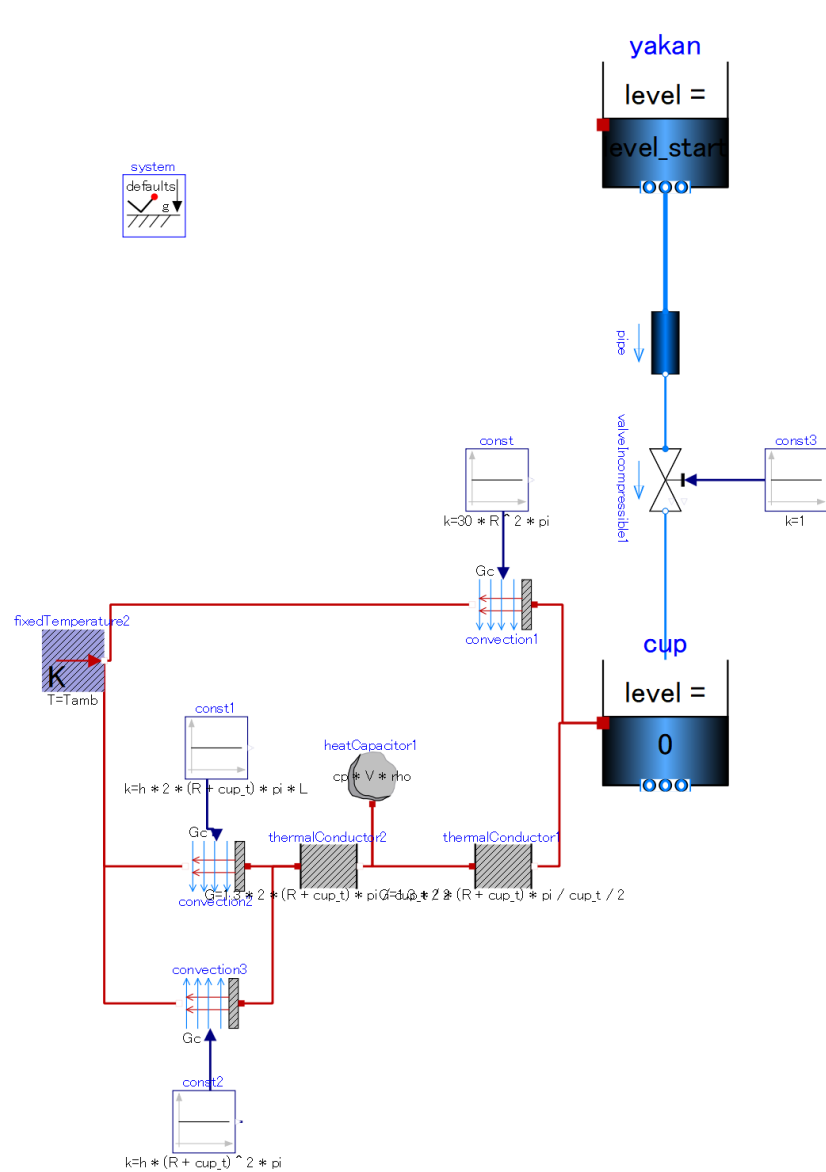 yakan
level =
level_start
system
defaults
g
pipe
valveIncompressible1
const
k=30 * R ^ 2 * pi
const3
k=1
Gc
convection1
fixedTemperature2
K
T=Tamb
cup
level =
0
const1
k=h * 2 * (R + cup_t) * pi * L
heatCapacitor1
cp * V * rho
Gc
convection2
thermalConductor2
thermalConductor1
convection3
Gc
const2
k=h * (R + cup_t) ^ 2 * pi